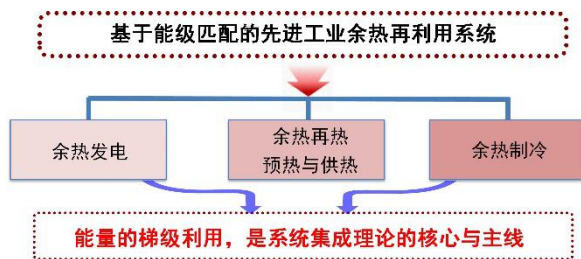 基于能级匹配的先进工业余热再利用系统
余热发电
余热再热
预热与供热
余热制冷
能量的梯级利用，是系统集成理论的核心与主线